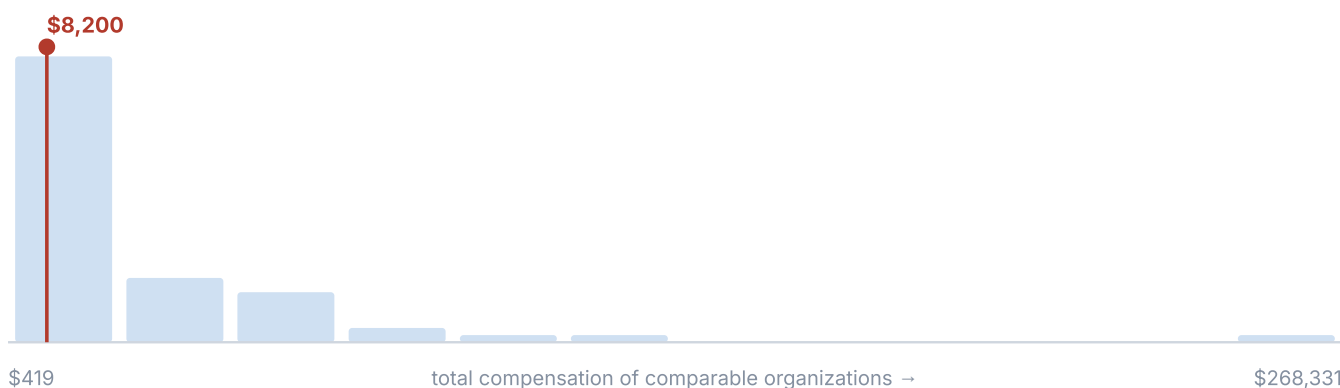 $8,200
$419
total compensation of comparable organizations →
$268,331